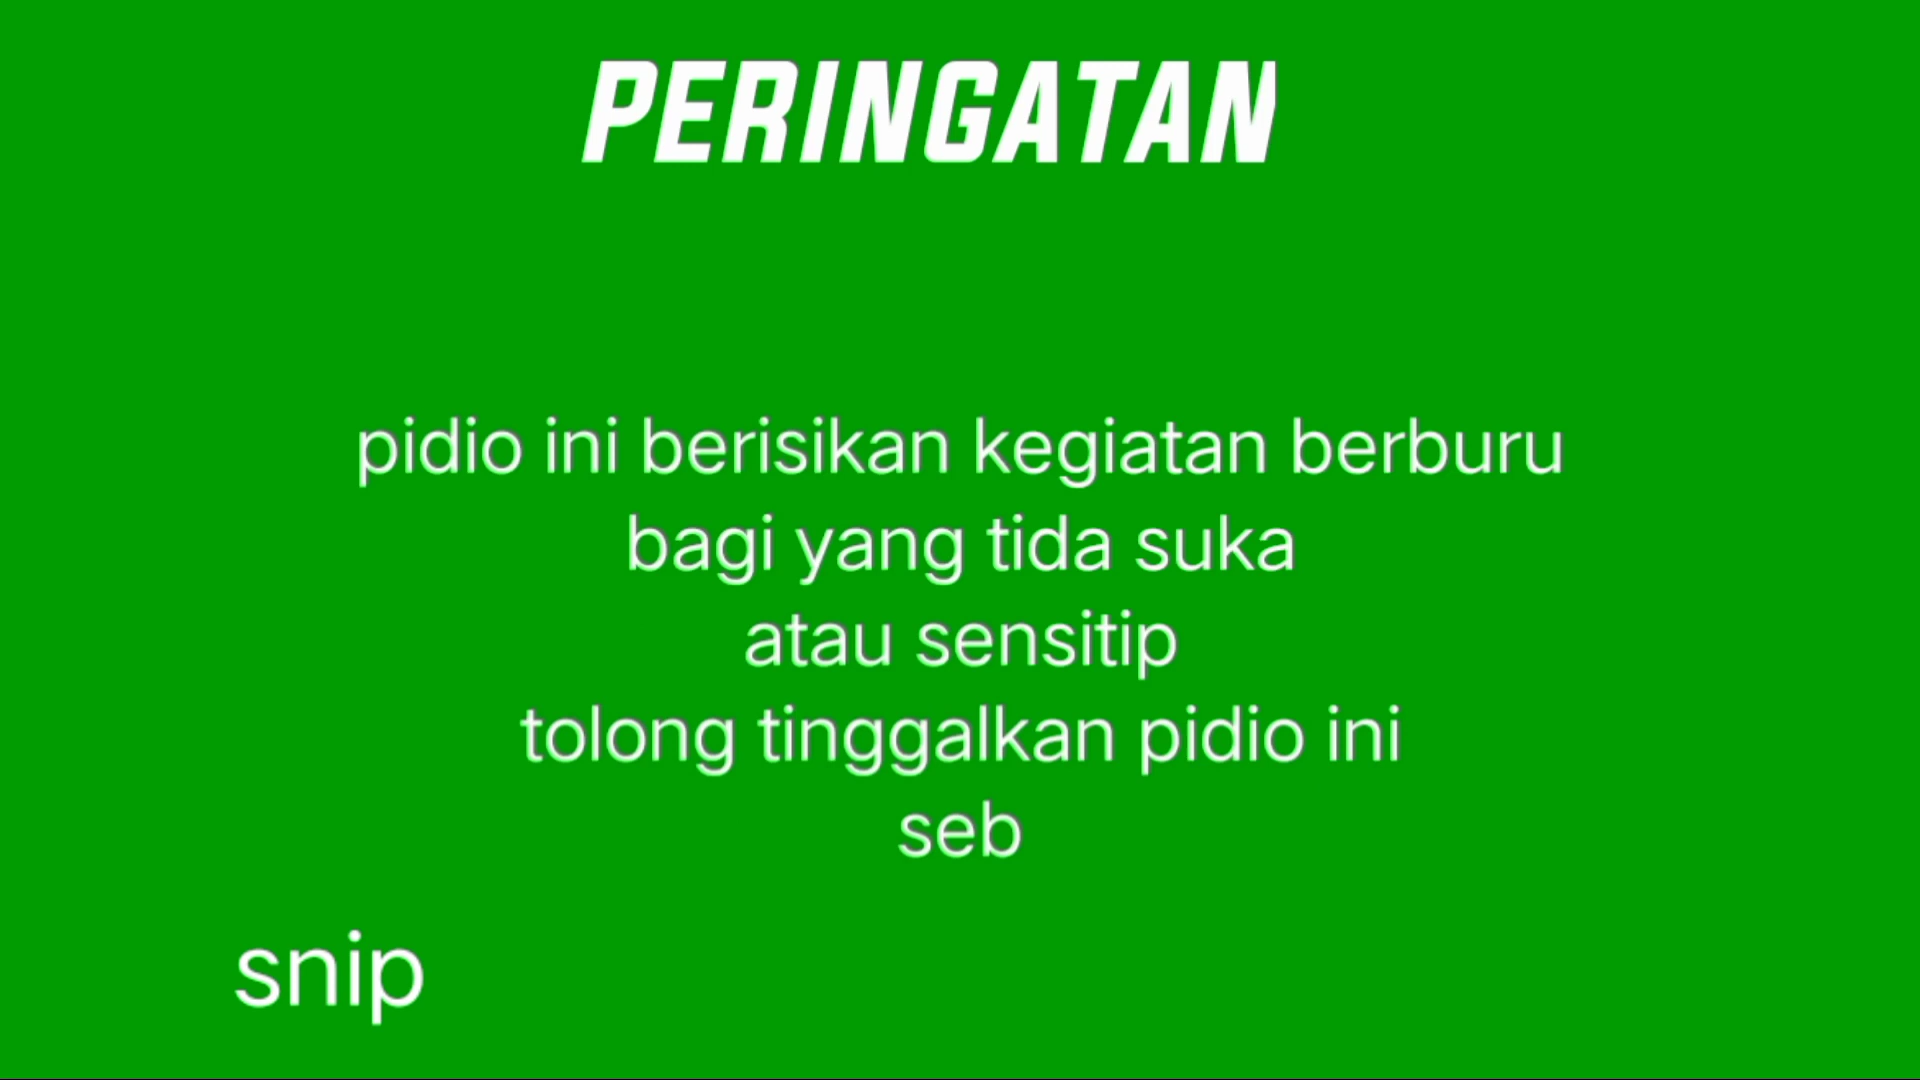 PERINGATAN
pidio ini berisikan kegiatan berburu
bagi yang tida suka
atau sensitip
tolong tinggalkan pidio ini
seb
snip